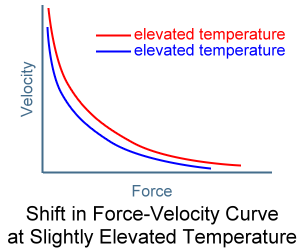 elevated temperature
elevated temperature
Velocity
Force
Shift in Force-Velocity Curve
at Slightly Elevated Temperature